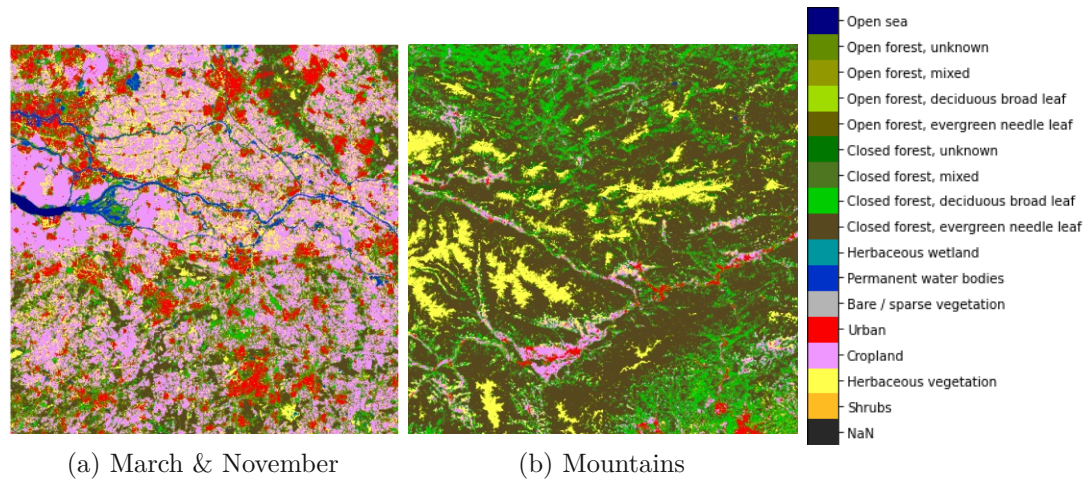 Open sea
Open forest, unknown
Open forest, mixed
Open forest, deciduous broad leaf
Open forest, evergreen needle leaf
Closed forest, unknown
Closed forest, mixed
Closed forest, deciduous broad leaf
Closed forest, evergreen needle leaf
Herbaceous wetland
Permanent water bodies
Bare / sparse vegetation
Urban
Cropland
Herbaceous vegetation
Shrubs
NaN
(a) March & November
(b) Mountains